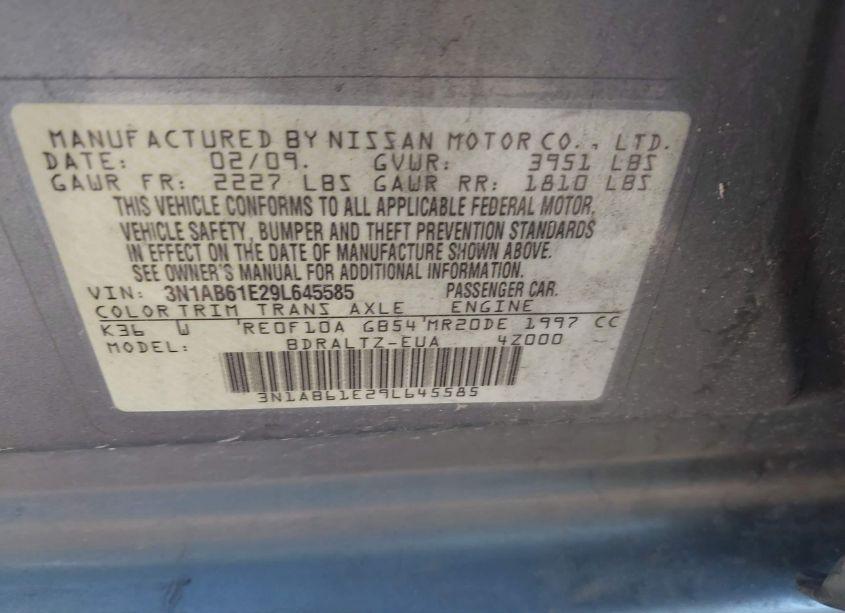 MANUFACTURED BY NISSAN MOTOR CO., LTD.
DATE: 02/09. GVWR: 3951 LBS
GAWR FR: 2227 LBS GAWR RR: 1810 LBS
THIS VEHICLE CONFORMS TO ALL APPLICABLE FEDERAL MOTOR,
VEHICLE SAFETY, BUMPER AND THEFT PREVENTION STANDARDS
IN EFFECT ON THE DATE OF MANUFACTURE SHOWN ABOVE.
SEE OWNER'S MANUAL FOR ADDITIONAL INFORMATION.
VIN: 3N1AB61E29L645585 PASSENGER CAR.
COLOR TRIM TRANS AXLE ENGINE
K36 W 'RE0F10A GB54'MR20DE 1997 CC
MODEL: BDRALTZ-EUA 4Z000
3N1AB61E29L645585